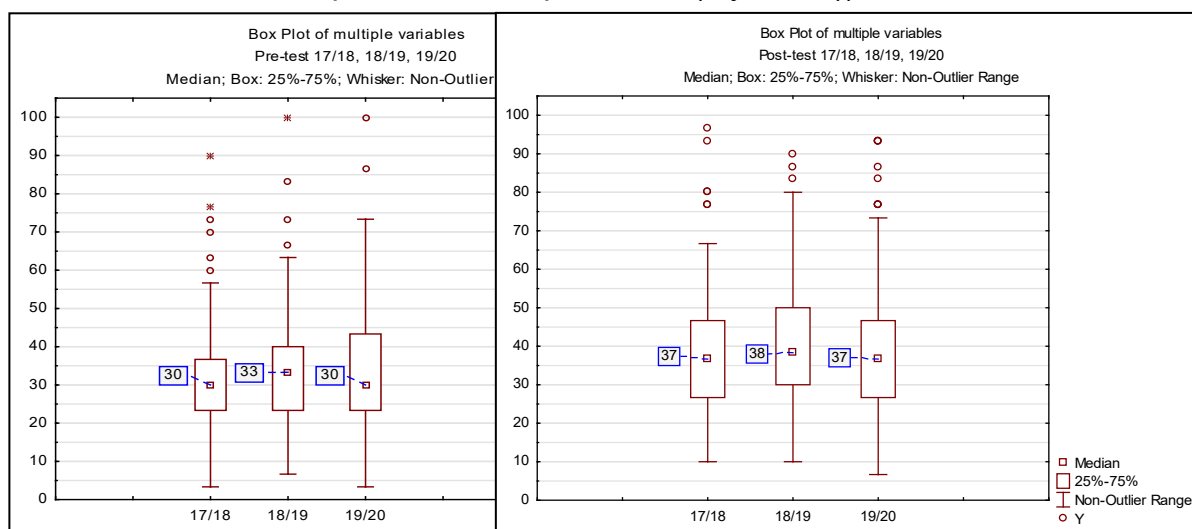 Box Plot of multiple variables
Pre-test 17/18, 18/19, 19/20
Median; Box: 25%-75%; Whisker: Non-Outlier
100
90
80
70
60
50
40
30
20
10
0
30
33
30
17/18 18/19 19/20
Box Plot of multiple variables
Post-test 17/18, 18/19, 19/20
Median; Box: 25%-75%; Whisker: Non-Outlier Range
100
90
80
70
60
50
40
30
20
10
0
37
38
37
17/18 18/19 19/20
Median
25%-75%
Non-Outlier Range
Y